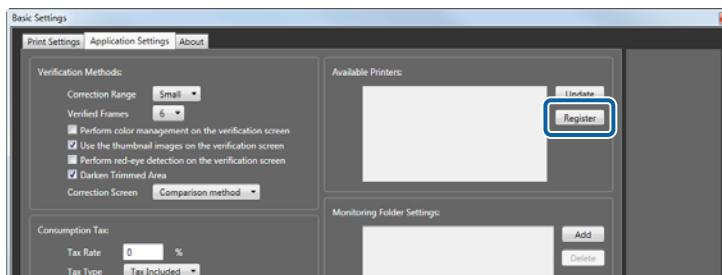 Basic Settings
Print Settings Application Settings About
Verification Methods:
Correction Range Small
Verified Frames 6
Perform color management on the verification screen
Use the thumbnail images on the verification screen
Perform red-eye detection on the verification screen
Darken Trimmed Area
Correction Screen Comparison method
Consumption Tax:
Tax Rate 0 %
Tax Type Tax Included
Available Printers:
Update
Register
Monitoring Folder Settings:
Add
Delete